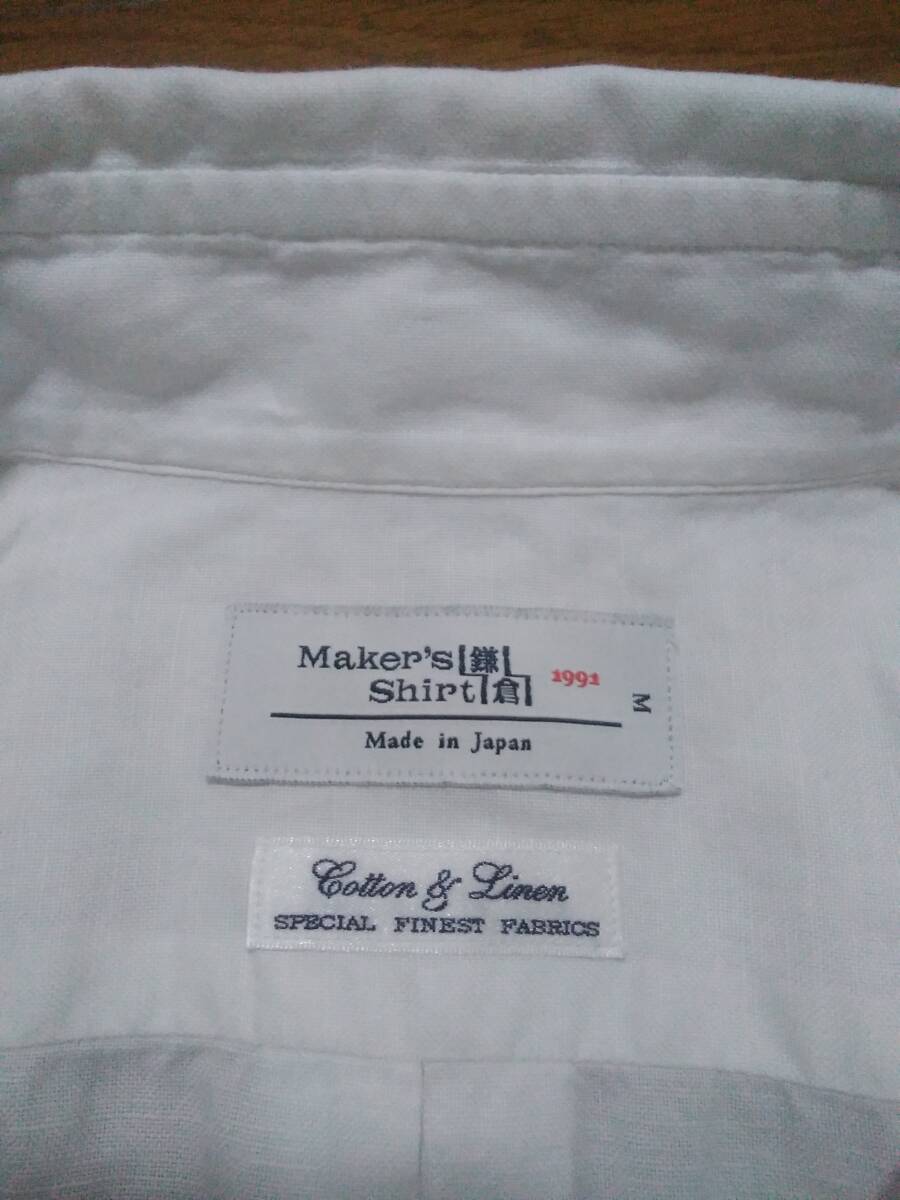 Maker's 鎌
Shirt 倉 1991
M
Made in Japan
Cotton & Linen
SPECIAL FINEST FABRICS